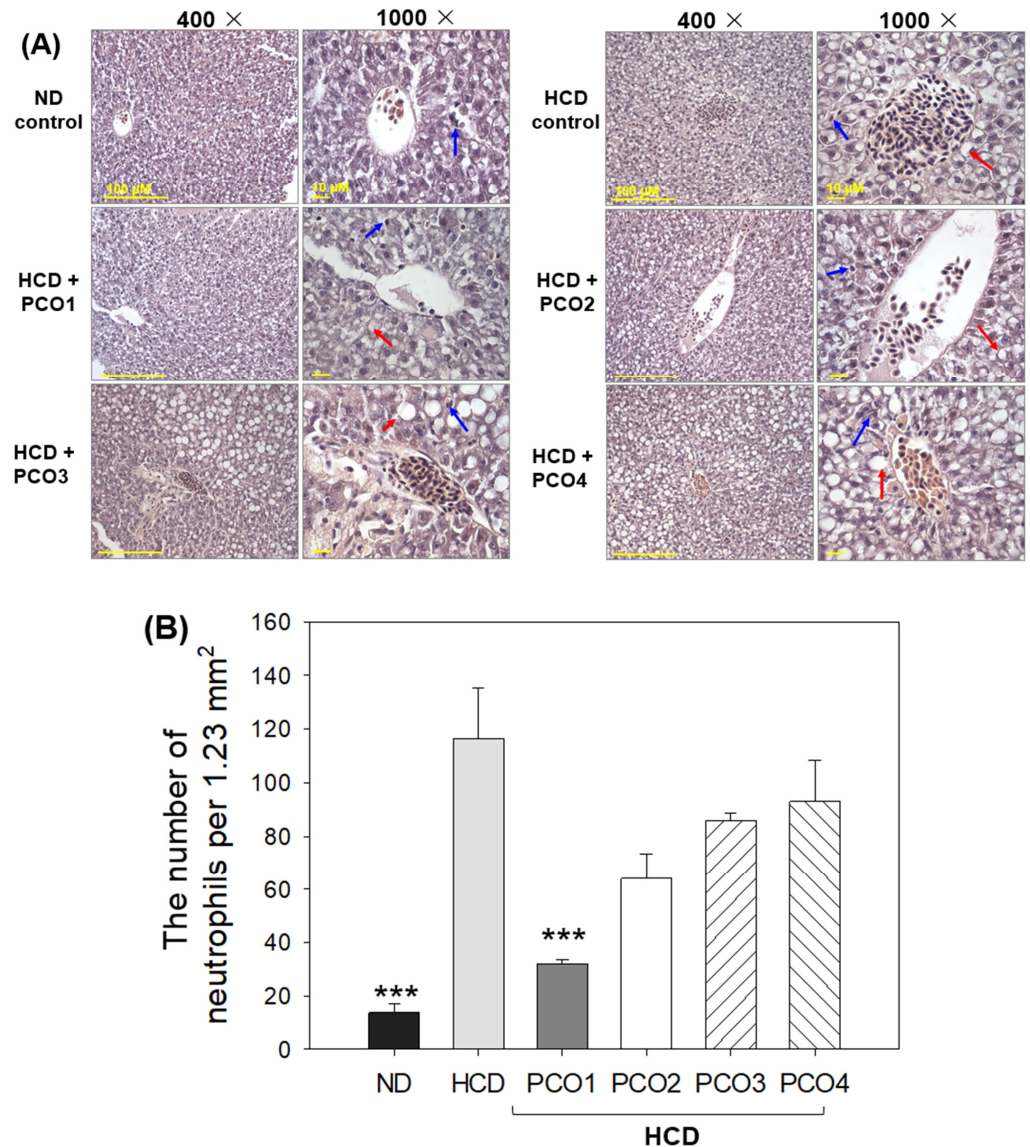 400 ×
1000 ×
400 ×
1000 ×
(A)
ND
control
100 µM
10 µM
HCD
control
100 µM
10 µM
HCD +
PCO1
HCD +
PCO2
HCD +
PCO3
HCD +
PCO4
(B)
The number of
neutrophils per 1.23 mm²
160
140
120
100
80
60
40
20
0
***
***
ND
HCD
PCO1
PCO2
PCO3
PCO4
HCD